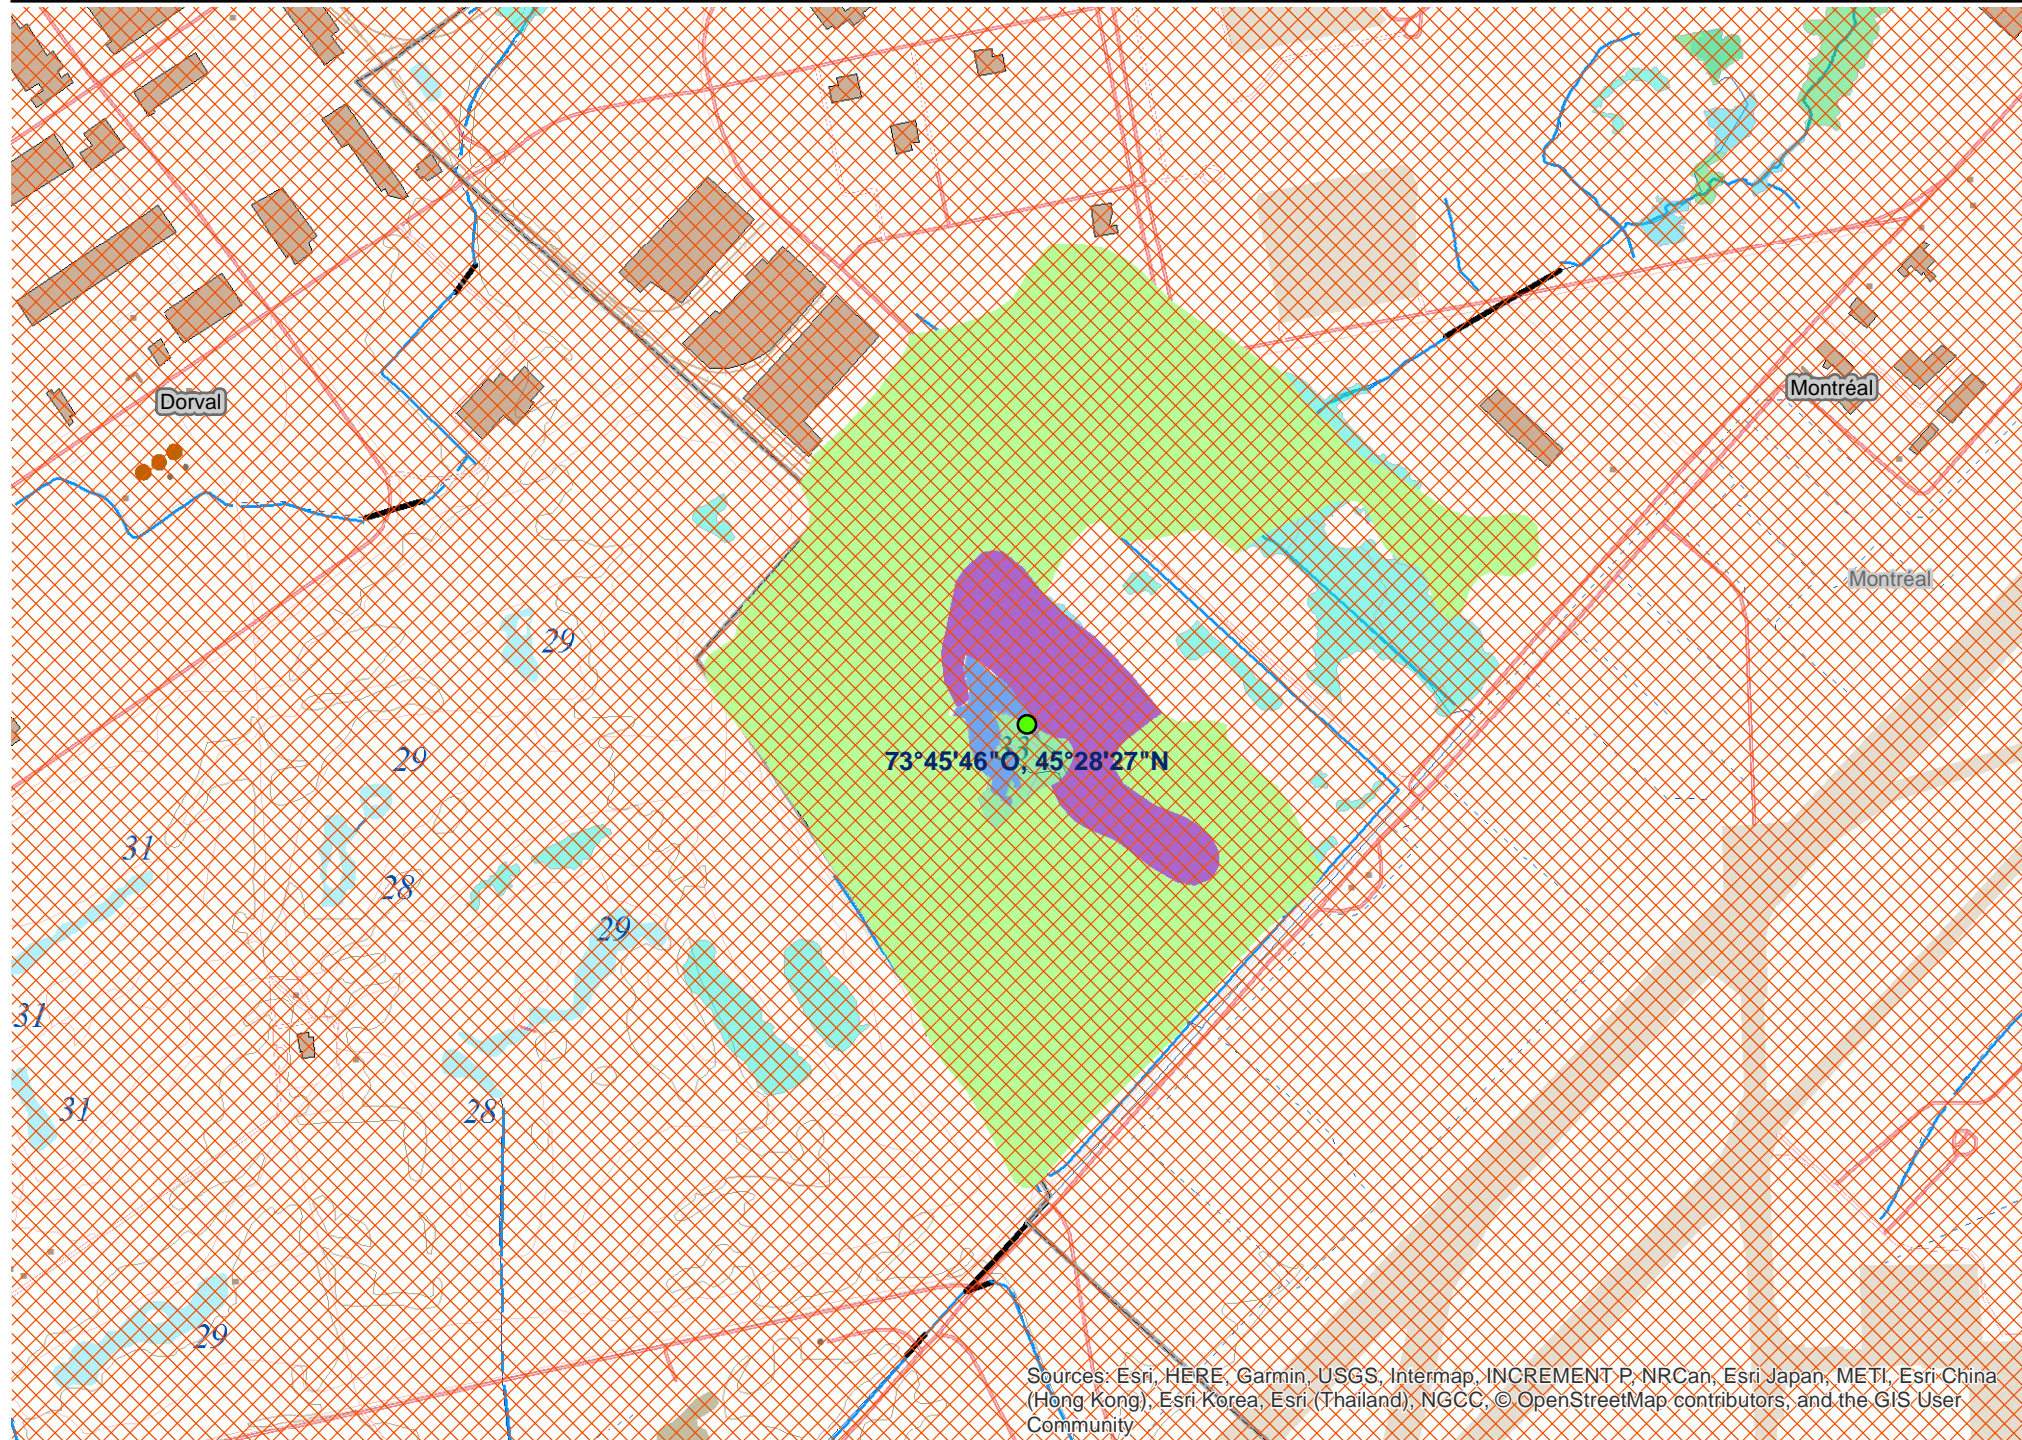 Montréal
Dorval
Montréal
29
33
73°45'46"O, 45°28'27"N
29
31
28
29
31
31
28
29
Sources: Esri, HERE, Garmin, USGS, Intermap, INCREMENT P, NRCan, Esri Japan, METI, Esri China
(Hong Kong), Esri Korea, Esri (Thailand), NGCC, © OpenStreetMap contributors, and the GIS User
Community